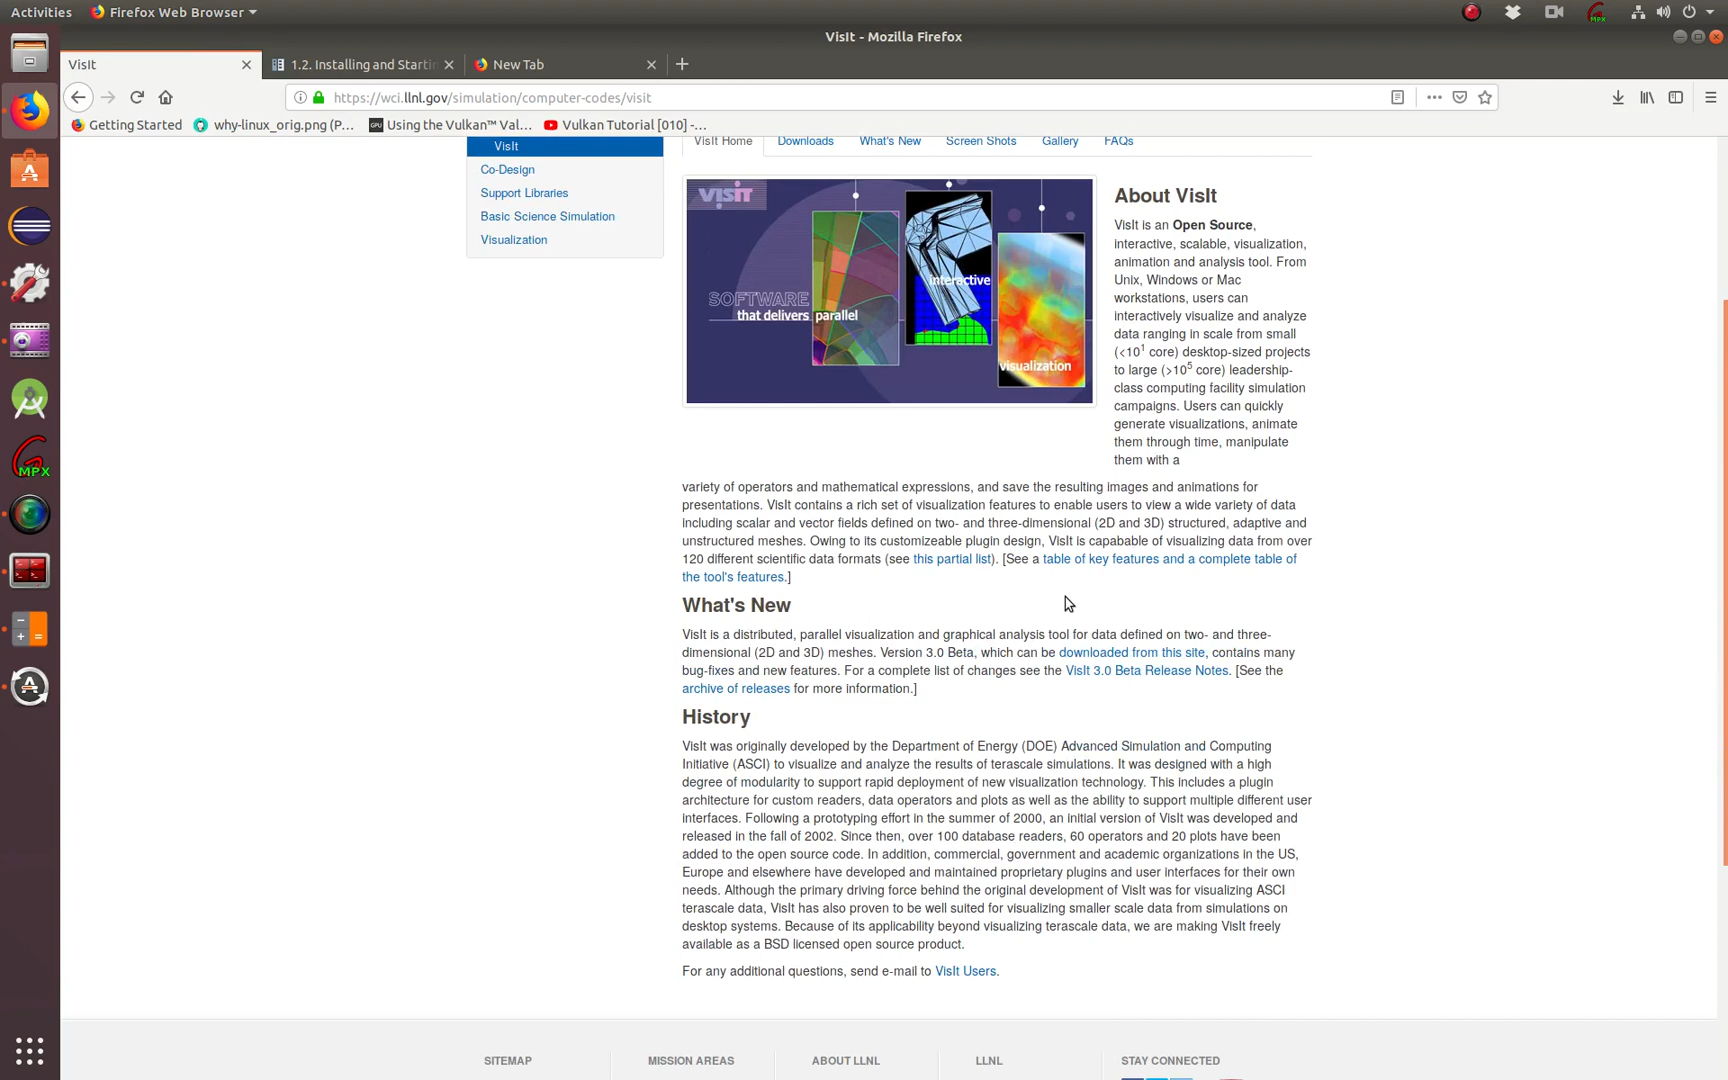 Activities
Firefox Web Browser
VisIt - Mozilla Firefox
VisIt
1.2. Installing and Startin
New Tab
https://wci.llnl.gov/simulation/computer-codes/visit
Getting Started
why-linux_orig.png (P...
Using the Vulkan™ Val...
Vulkan Tutorial [010] -...
VisIt
Co-Design
Support Libraries
Basic Science Simulation
Visualization
VisIt Home
Downloads
What's New
Screen Shots
Gallery
FAQs
VISIT
SOFTWARE
that delivers parallel
interactive
visualization
About VisIt
VisIt is an Open Source,
interactive, scalable, visualization,
animation and analysis tool. From
Unix, Windows or Mac
workstations, users can
interactively visualize and analyze
data ranging in scale from small
(<10¹ core) desktop-sized projects
to large (>10⁵ core) leadership-
class computing facility simulation
campaigns. Users can quickly
generate visualizations, animate
them through time, manipulate
them with a
variety of operators and mathematical expressions, and save the resulting images and animations for
presentations. VisIt contains a rich set of visualization features to enable users to view a wide variety of data
including scalar and vector fields defined on two- and three-dimensional (2D and 3D) structured, adaptive and
unstructured meshes. Owing to its customizeable plugin design, VisIt is capabable of visualizing data from over
120 different scientific data formats (see this partial list). [See a table of key features and a complete table of
the tool's features.]
What's New
VisIt is a distributed, parallel visualization and graphical analysis tool for data defined on two- and three-
dimensional (2D and 3D) meshes. Version 3.0 Beta, which can be downloaded from this site, contains many
bug-fixes and new features. For a complete list of changes see the VisIt 3.0 Beta Release Notes. [See the
archive of releases for more information.]
History
VisIt was originally developed by the Department of Energy (DOE) Advanced Simulation and Computing
Initiative (ASCI) to visualize and analyze the results of terascale simulations. It was designed with a high
degree of modularity to support rapid deployment of new visualization technology. This includes a plugin
architecture for custom readers, data operators and plots as well as the ability to support multiple different user
interfaces. Following a prototyping effort in the summer of 2000, an initial version of VisIt was developed and
released in the fall of 2002. Since then, over 100 database readers, 60 operators and 20 plots have been
added to the open source code. In addition, commercial, government and academic organizations in the US,
Europe and elsewhere have developed and maintained proprietary plugins and user interfaces for their own
needs. Although the primary driving force behind the original development of VisIt was for visualizing ASCI
terascale data, VisIt has also proven to be well suited for visualizing smaller scale data from simulations on
desktop systems. Because of its applicability beyond visualizing terascale data, we are making VisIt freely
available as a BSD licensed open source product.
For any additional questions, send e-mail to VisIt Users.
SITEMAP
MISSION AREAS
ABOUT LLNL
LLNL
STAY CONNECTED
MPX